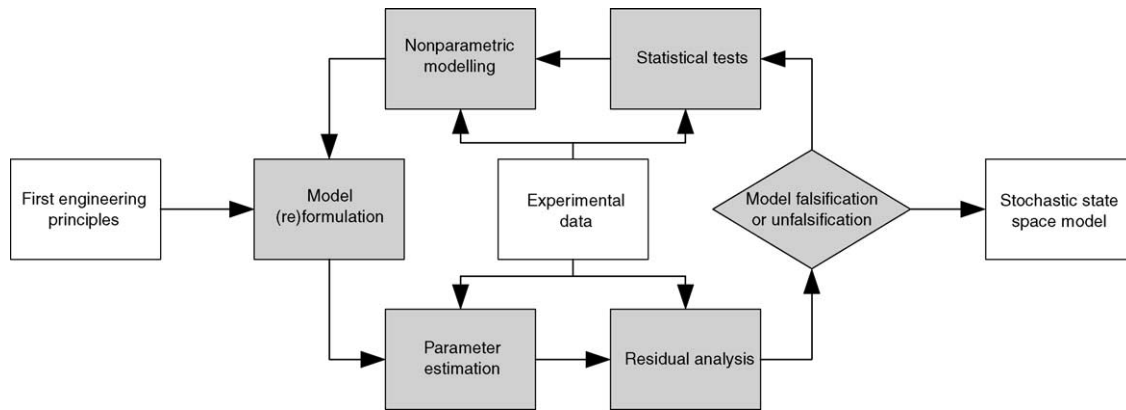 Nonparametric
modelling
Statistical tests
First engineering
principles
Model
(re)formulation
Experimental
data
Model falsification
or unfalsification
Stochastic state
space model
Parameter
estimation
Residual analysis